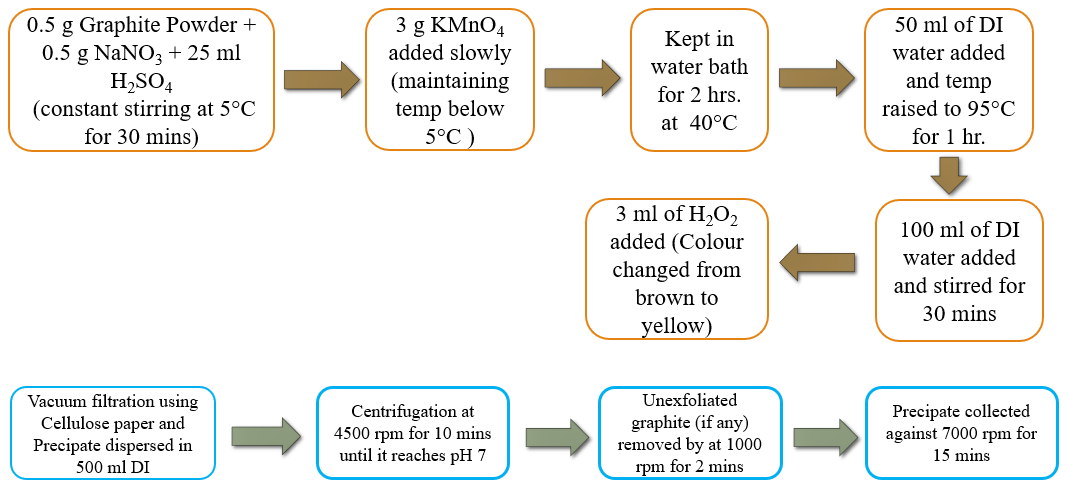 0.5 g Graphite Powder +
0.5 g NaNO₃ + 25 ml
H₂SO₄
(constant stirring at 5°C
for 30 mins)
3 g KMnO₄
added slowly
(maintaining
temp below
5°C )
Kept in
water bath
for 2 hrs.
at 40°C
50 ml of DI
water added
and temp
raised to 95°C
for 1 hr.
100 ml of DI
water added
and stirred for
30 mins
3 ml of H₂O₂
added (Colour
changed from
brown to
yellow)
Vacuum filtration using
Cellulose paper and
Precipate dispersed in
500 ml DI
Centrifugation at
4500 rpm for 10 mins
until it reaches pH 7
Unexfoliated
graphite (if any)
removed by at 1000
rpm for 2 mins
Precipate collected
against 7000 rpm for
15 mins